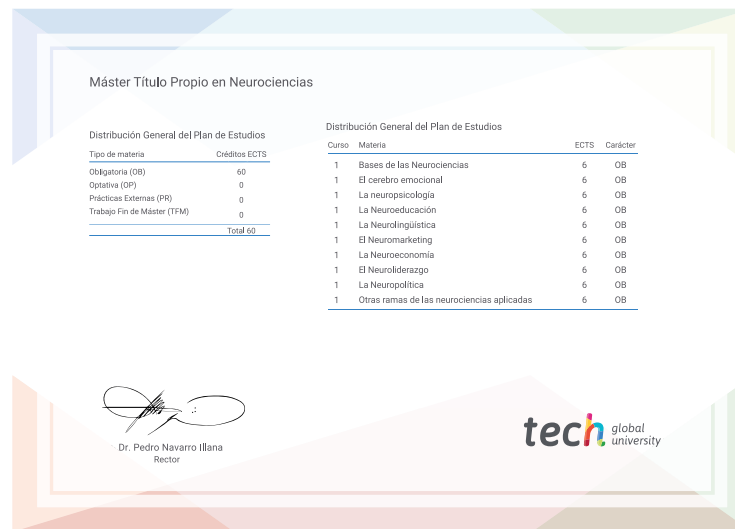 Máster Título Propio en Neurociencias
Distribución General del Plan de Estudios
Tipo de materia Créditos ECTS
Obligatoria (OB) 60
Optativa (OP) 0
Prácticas Externas (PR) 0
Trabajo Fin de Máster (TFM) 0
Total 60
Distribución General del Plan de Estudios
Curso Materia ECTS Carácter
1 Bases de las Neurociencias 6 OB
1 El cerebro emocional 6 OB
1 La neuropsicología 6 OB
1 La Neuroeducación 6 OB
1 La Neurolingüística 6 OB
1 El Neuromarketing 6 OB
1 La Neuroeconomía 6 OB
1 El Neuroliderazgo 6 OB
1 La Neuropolítica 6 OB
1 Otras ramas de las neurociencias aplicadas 6 OB
Dr. Pedro Navarro Illana
Rector
tech global
university